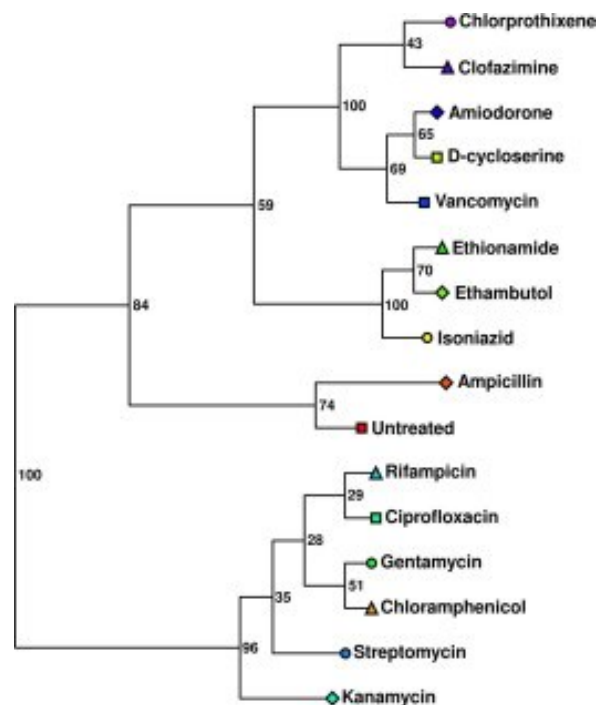 Chlorprothixene
43
Clofazimine
100
Amiodorone
65
D-cycloserine
69
Vancomycin
59
Ethionamide
70
Ethambutol
100
Isoniazid
84
Ampicillin
74
Untreated
100
Rifampicin
29
Ciprofloxacin
28
Gentamycin
51
Chloramphenicol
35
Streptomycin
96
Kanamycin